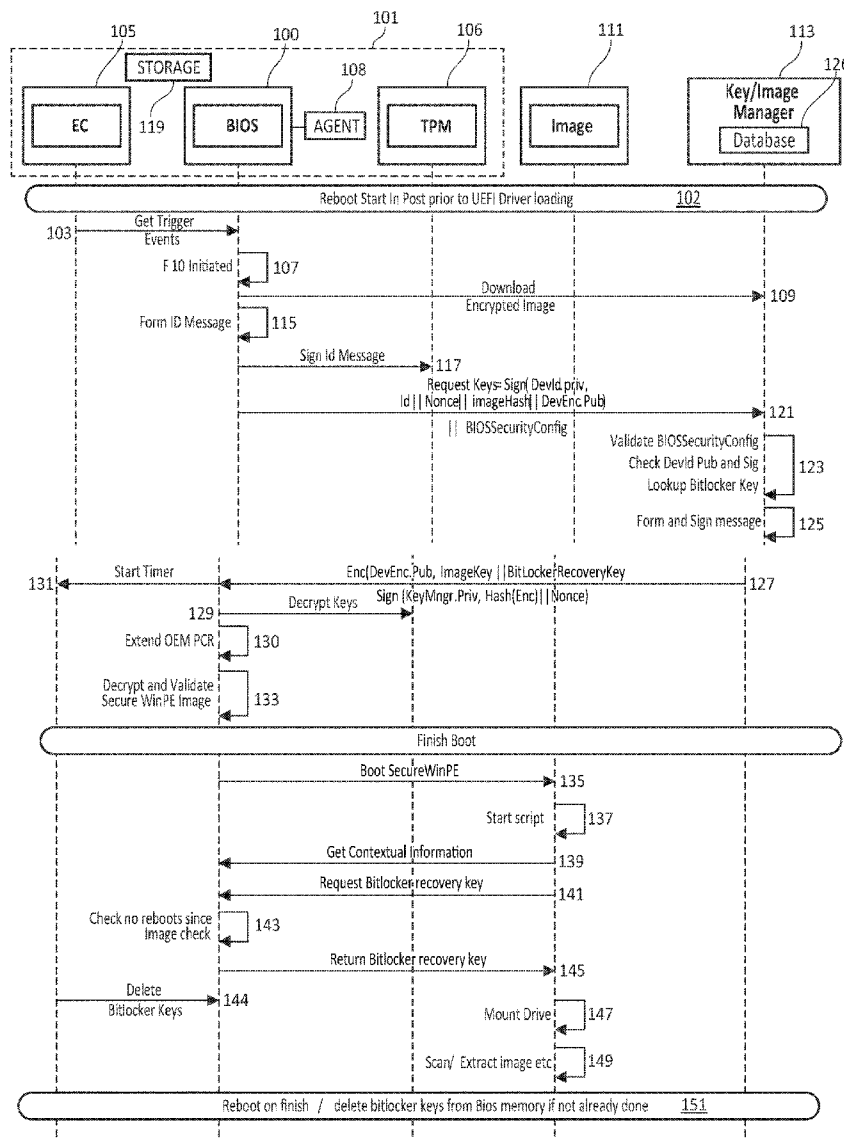 101
105
100
106
111
113
126
STORAGE
108
Key/Image
Manager
EC
119
BIOS
AGENT
TPM
Image
Database
Reboot Start In Post prior to UEFI Driver loading 102
103
Get Trigger
Events
F 10 Initiated
107
Download
Encrypted Image
109
Form ID Message
115
Sign Id Message
117
Request Keys= Sign( DevId.priv,
Id || Nonce|| imageHash || DevEnc.Pub)
|| BIOSSecurityConfig
121
Validate BIOSSecurityConfig
Check DevId Pub and Sig
Lookup Bitlocker Key
123
Form and Sign message
125
131
Start Timer
Enc(DevEnc.Pub, ImageKey ||BitLockerRecoveryKey
127
Sign (KeyMngr.Priv, Hash(Enc)||Nonce)
129
Decrypt Keys
Extend OEM PCR
130
Decrypt and Validate
Secure WinPE Image
133
Finish Boot
Boot SecureWinPE
135
Start script
137
Get Contextual Information
139
Request Bitlocker recovery key
141
Check no reboots since
Image check
143
Return Bitlocker recovery key
145
Delete
Bitlocker Keys
144
Mount Drive
147
Scan/ Extract image etc
149
Reboot on finish / delete bitlocker keys from Bios memory if not already done 151